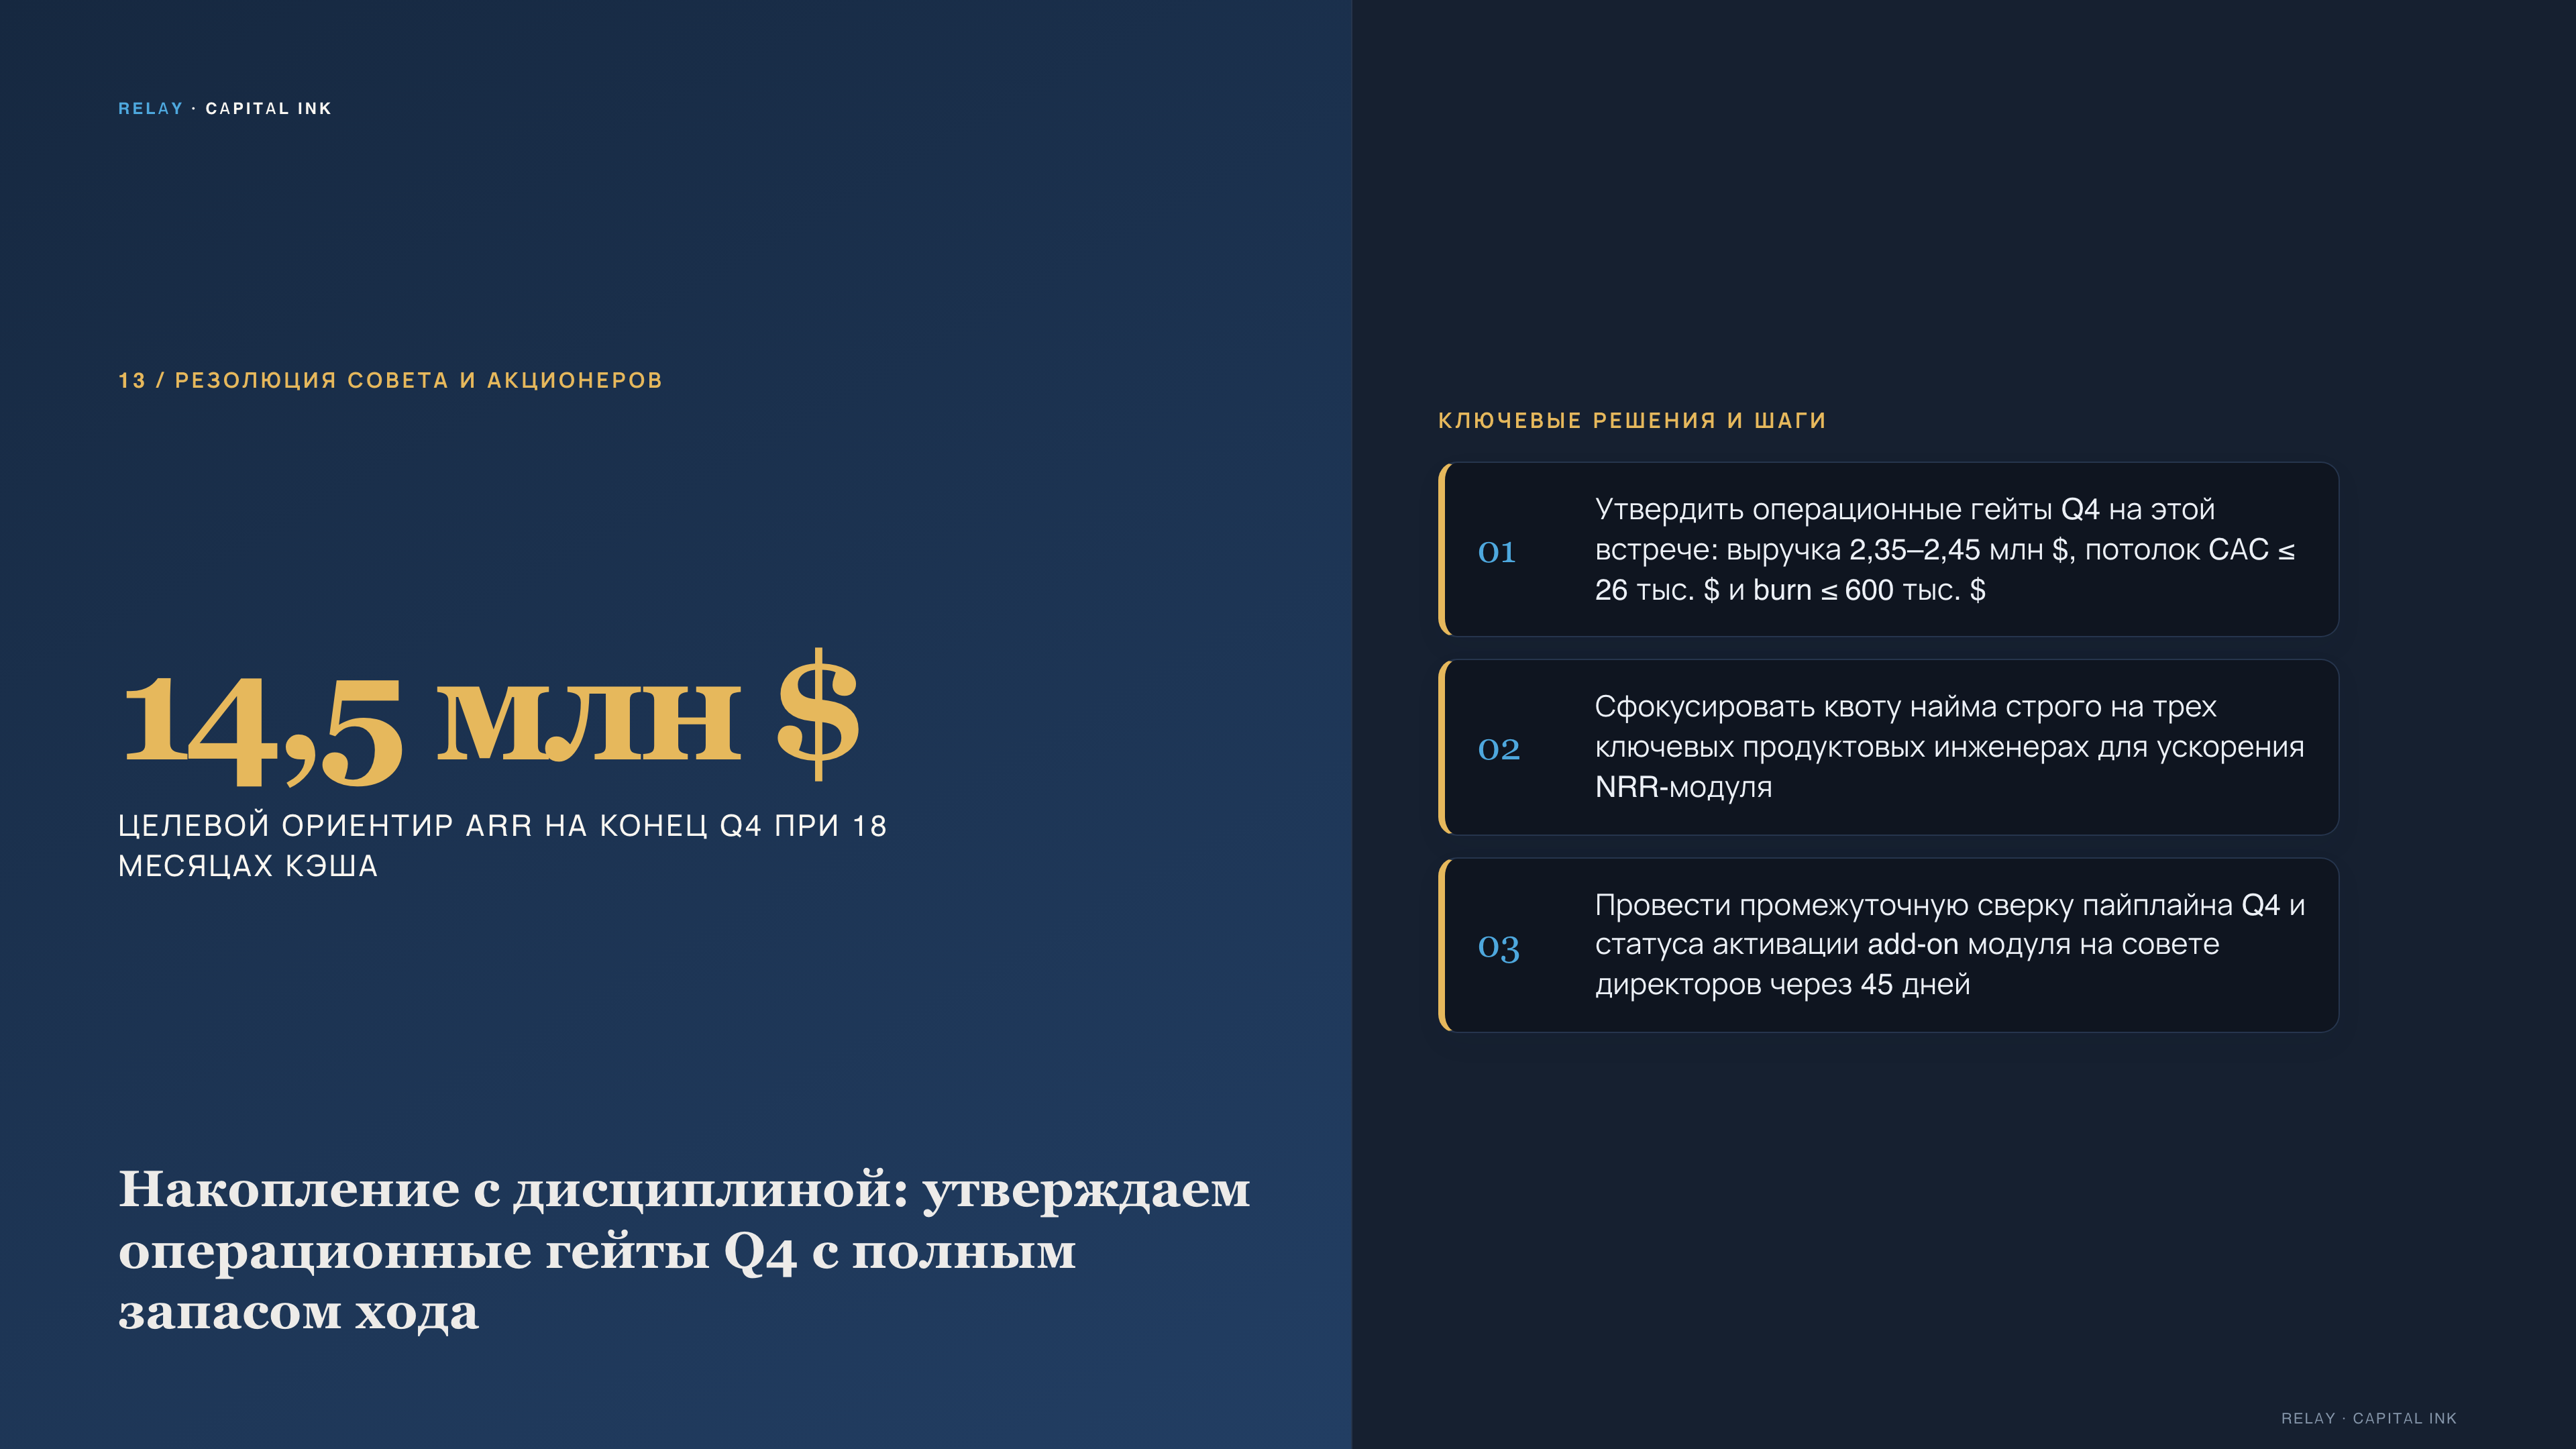 RELAY · CAPITAL INK
13 / РЕЗОЛЮЦИЯ СОВЕТА И АКЦИОНЕРОВ
14,5 млн $
ЦЕЛЕВОЙ ОРИЕНТИР ARR НА КОНЕЦ Q4 ПРИ 18
МЕСЯЦАХ КЭША
Накопление с дисциплиной: утверждаем
операционные гейты Q4 с полным
запасом хода
КЛЮЧЕВЫЕ РЕШЕНИЯ И ШАГИ
01
Утвердить операционные гейты Q4 на этой
встрече: выручка 2,35–2,45 млн $, потолок CAC ≤
26 тыс. $ и burn ≤ 600 тыс. $
02
Сфокусировать квоту найма строго на трех
ключевых продуктовых инженерах для ускорения
NRR-модуля
03
Провести промежуточную сверку пайплайна Q4 и
статуса активации add-on модуля на совете
директоров через 45 дней
RELAY · CAPITAL INK